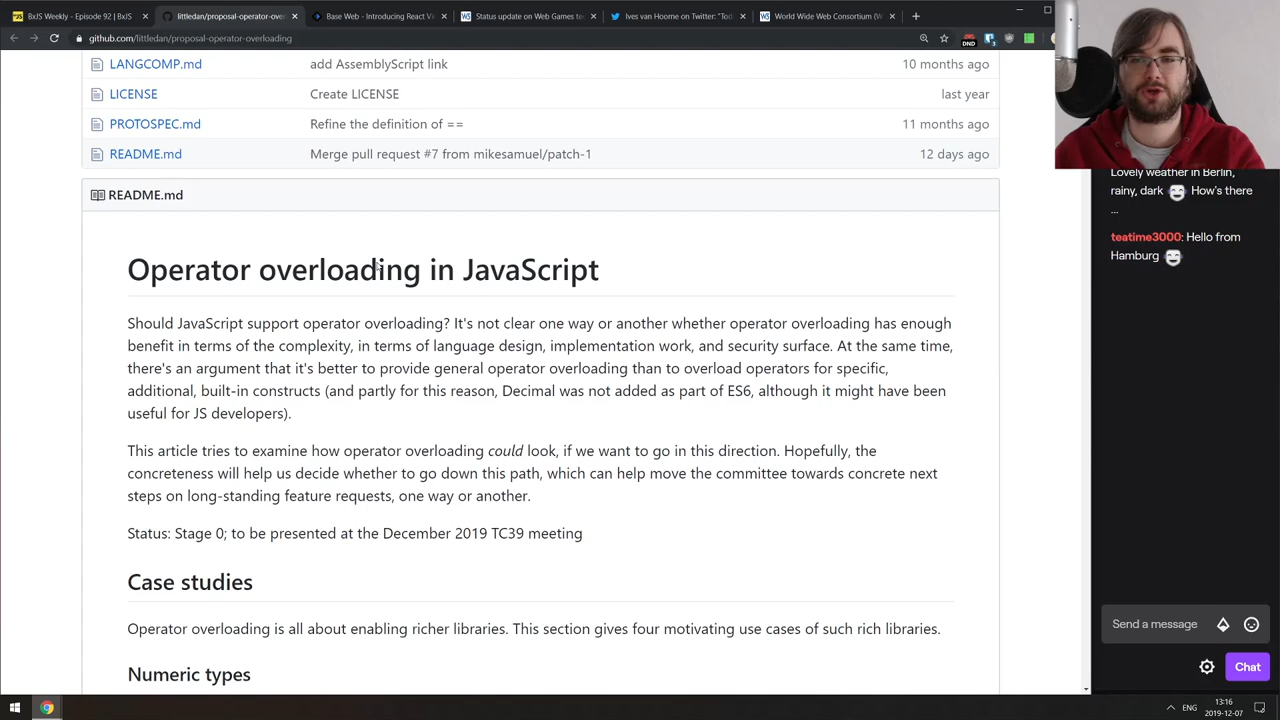 BxJS Weekly - Episode 92 | BxJS
littledan/proposal-operator-over
Base Web - Introducing React Vi
Status update on Web Games te
Ives van Hoorne on Twitter: "Tod
World Wide Web Consortium (W
github.com/littledan/proposal-operator-overloading
DND
LANGCOMP.md add AssemblyScript link 10 months ago
LICENSE Create LICENSE last year
PROTOSPEC.md Refine the definition of == 11 months ago
README.md Merge pull request #7 from mikesamuel/patch-1 12 days ago
README.md
Operator overloading in JavaScript
Should JavaScript support operator overloading? It's not clear one way or another whether operator overloading has enough
benefit in terms of the complexity, in terms of language design, implementation work, and security surface. At the same time,
there's an argument that it's better to provide general operator overloading than to overload operators for specific,
additional, built-in constructs (and partly for this reason, Decimal was not added as part of ES6, although it might have been
useful for JS developers).
This article tries to examine how operator overloading could look, if we want to go in this direction. Hopefully, the
concreteness will help us decide whether to go down this path, which can help move the committee towards concrete next
steps on long-standing feature requests, one way or another.
Status: Stage 0; to be presented at the December 2019 TC39 meeting
Case studies
Operator overloading is all about enabling richer libraries. This section gives four motivating use cases of such rich libraries.
Numeric types
Lovely weather in Berlin,
rainy, dark How's there
...
teatime3000: Hello from
Hamburg
Send a message
Chat
ENG
13:16
2019-12-07